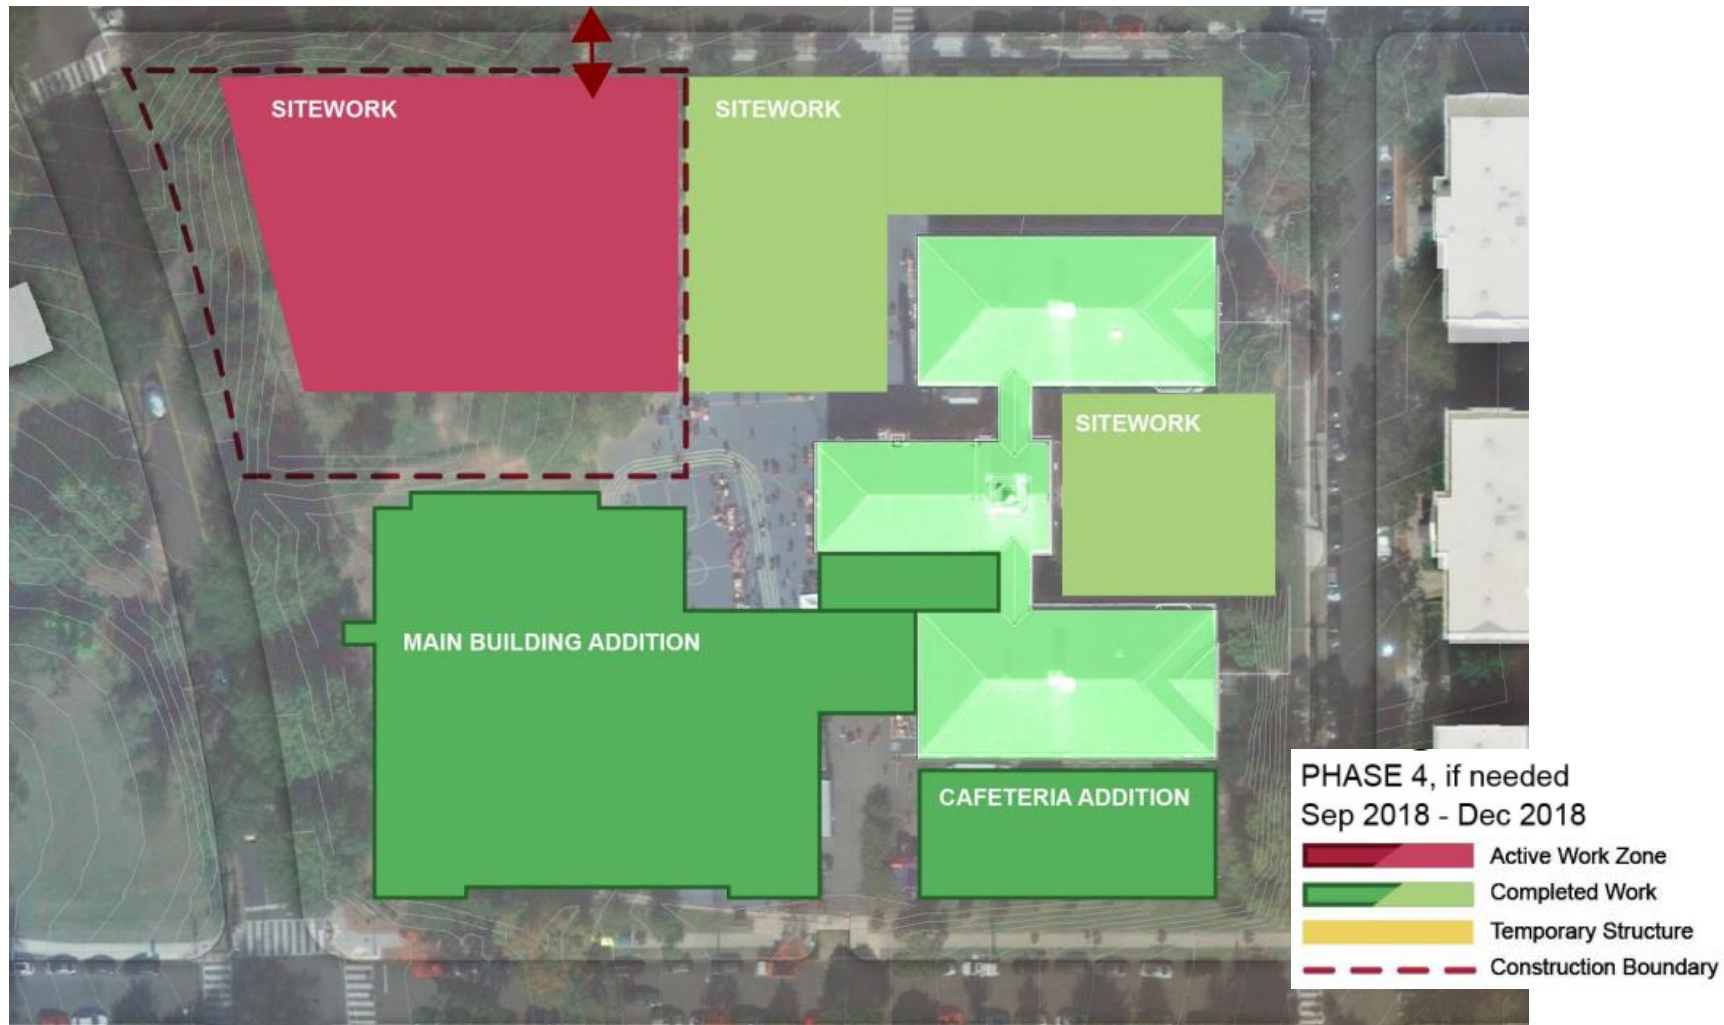 SITEWORK
SITEWORK
SITEWORK
MAIN BUILDING ADDITION
CAFETERIA ADDITION
PHASE 4, if needed
Sep 2018 - Dec 2018
Active Work Zone
Completed Work
Temporary Structure
Construction Boundary